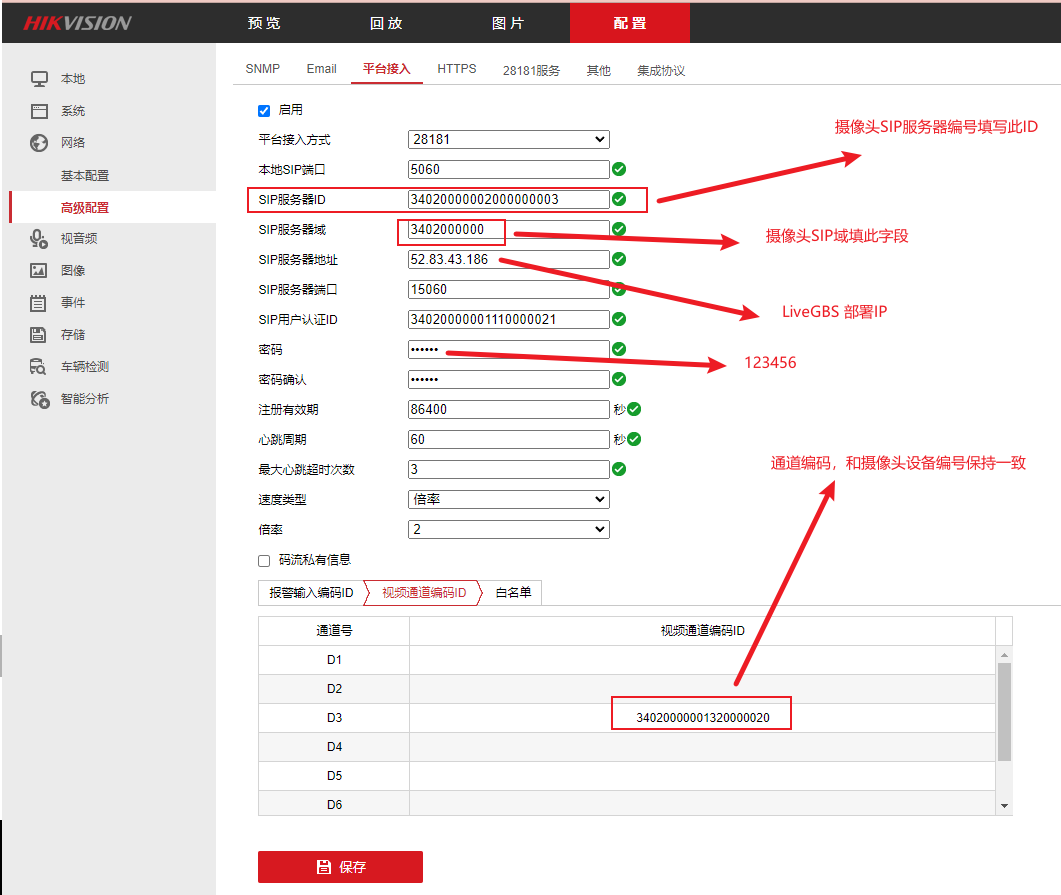 HIKVISION 预览 回放 图片 配置
SNMP Email 平台接入 HTTPS 28181服务 其他 集成协议
本地
系统
网络
基本配置
高级配置
视音频
图像
事件
存储
车辆检测
智能分析
启用
平台接入方式 28181
本地SIP端口 5060
SIP服务器ID 34020000002000000003
SIP服务器域 3402000000
SIP服务器地址 52.83.43.186
SIP服务器端口 15060
SIP用户认证ID 34020000001110000021
密码 ••••••
密码确认 ••••••
注册有效期 86400 秒
心跳周期 60 秒
最大心跳超时次数 3
速度类型 倍率
倍率 2
码流私有信息
摄像头SIP服务器编号填写此ID
摄像头SIP域填此字段
LiveGBS 部署IP
123456
通道编码，和摄像头设备编号保持一致
报警输入编码ID 视频通道编码ID 白名单
通道号 视频通道编码ID
D1
D2
D3 34020000001320000020
D4
D5
D6
保存